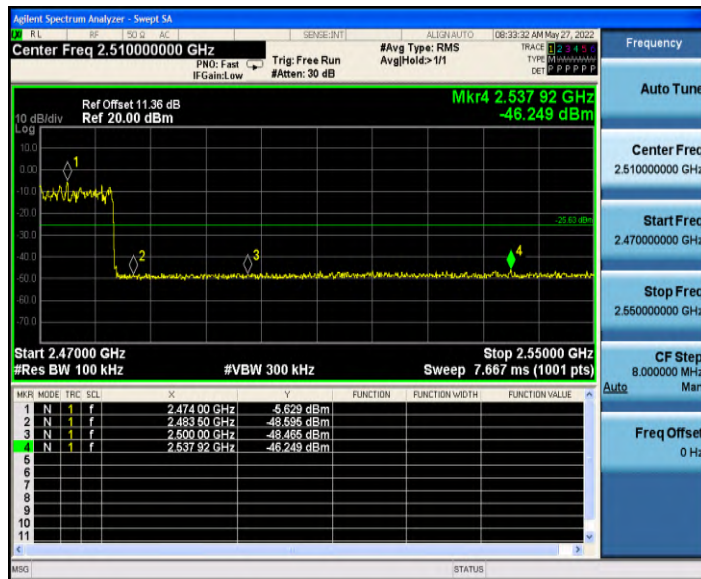 Agilent Spectrum Analyzer - Swept SA
RL RF 50 Ω AC SENSE:INT ALIGN AUTO 08:33:32 AM May 27, 2022
Center Freq 2.510000000 GHz
PNO: Fast
IFGain:Low
Trig: Free Run
#Atten: 30 dB
#Avg Type: RMS
Avg|Hold:>1/1
TRACE 1 2 3 4 5 6
TYPE M
DET P P P P P P
Ref Offset 11.36 dB
10 dB/div Ref 20.00 dBm
Log
Mkr4 2.537 92 GHz
-46.249 dBm
10.0
0.00
-10.0
-20.0
-30.0
-40.0
-50.0
-60.0
-70.0
1
2
3
4
Start 2.47000 GHz Stop 2.55000 GHz
#Res BW 100 kHz #VBW 300 kHz Sweep 7.667 ms (1001 pts)
MKR MODE TRC SCL X Y FUNCTION FUNCTION WIDTH FUNCTION VALUE
1 N 1 f 2.474 00 GHz -5.629 dBm
2 N 1 f 2.483 50 GHz -48.595 dBm
3 N 1 f 2.500 00 GHz -48.465 dBm
4 N 1 f 2.537 92 GHz -46.249 dBm
5
6
7
8
9
10
11
MSG STATUS
Frequency
Auto Tune
Center Freq
2.510000000 GHz
Start Freq
2.470000000 GHz
Stop Freq
2.550000000 GHz
CF Step
8.000000 MHz
Auto Man
Freq Offset
0 Hz